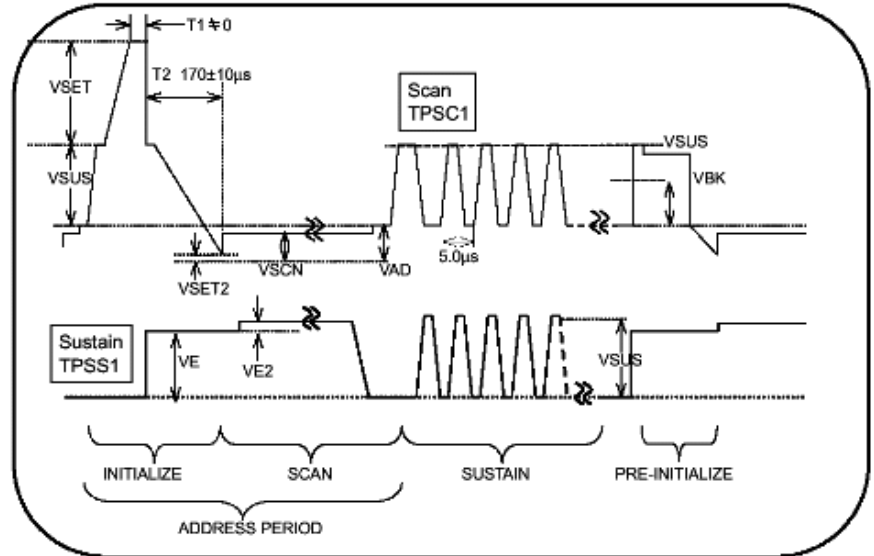 T1≒0
T2 170±10μs
VSET
VSUS
Scan
TPSC1
VSUS
VBK
5.0μs
VSCN
VAD
VSET2
Sustain
TPSS1
VE
VE2
VSUS
INITIALIZE
SCAN
SUSTAIN
PRE-INITIALIZE
ADDRESS PERIOD